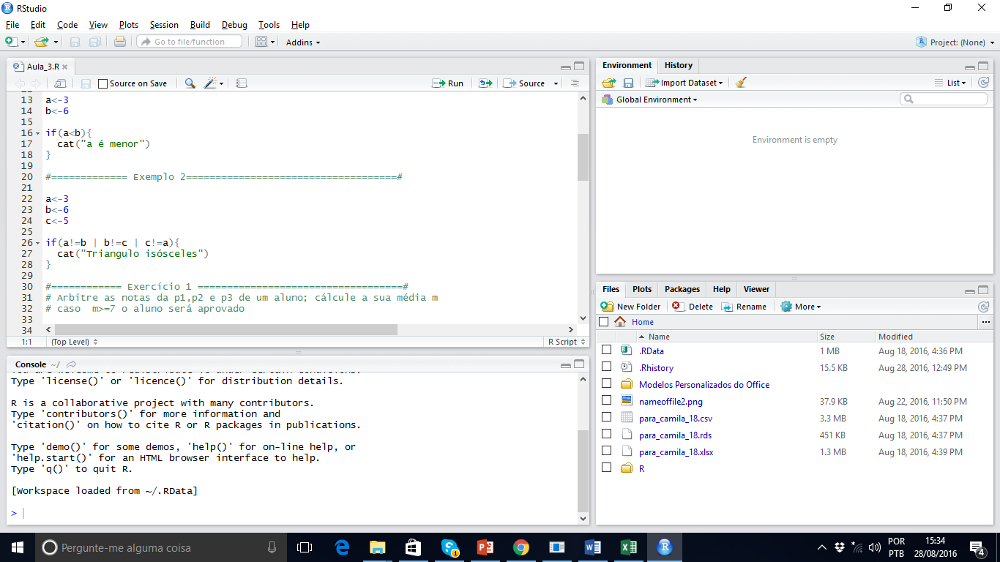 RStudio
File Edit Code View Plots Session Build Debug Tools Help
Go to file/function Addins Project: (None)
Aula_3.R
Source on Save Run Source
13 a<-3
14 b<-6
15
16 if(a<b){
17 cat("a é menor")
18 }
19
20 #============= Exemplo 2====================================#
21
22 a<-3
23 b<-6
24 c<-5
25
26 if(a!=b | b!=c | c!=a){
27 cat("Triangulo isósceles")
28 }
29
30 #============ Exercício 1 ===================================#
31 # Arbitre as notas da p1,p2 e p3 de um aluno; cálcule a sua média m
32 # caso  m>=7 o aluno será aprovado
33
34
1:1 (Top Level) R Script
Console ~/
Type 'license()' or 'licence()' for distribution details.
R is a collaborative project with many contributors.
Type 'contributors()' for more information and
'citation()' on how to cite R or R packages in publications.
Type 'demo()' for some demos, 'help()' for on-line help, or
'help.start()' for an HTML browser interface to help.
Type 'q()' to quit R.
[Workspace loaded from ~/.RData]
>
Environment History
Import Dataset List
Global Environment
Environment is empty
Files Plots Packages Help Viewer
New Folder Delete Rename More
Home ...
Name Size Modified
.RData 1 MB Aug 18, 2016, 4:36 PM
.Rhistory 15.5 KB Aug 28, 2016, 12:49 PM
Modelos Personalizados do Office
nameoffile2.png 37.9 KB Aug 22, 2016, 11:50 PM
para_camila_18.csv 3.3 MB Aug 18, 2016, 4:37 PM
para_camila_18.rds 451 KB Aug 18, 2016, 4:37 PM
para_camila_18.xlsx 1.3 MB Aug 18, 2016, 4:39 PM
R
Pergunte-me alguma coisa
POR 15:34
PTB 28/08/2016
4